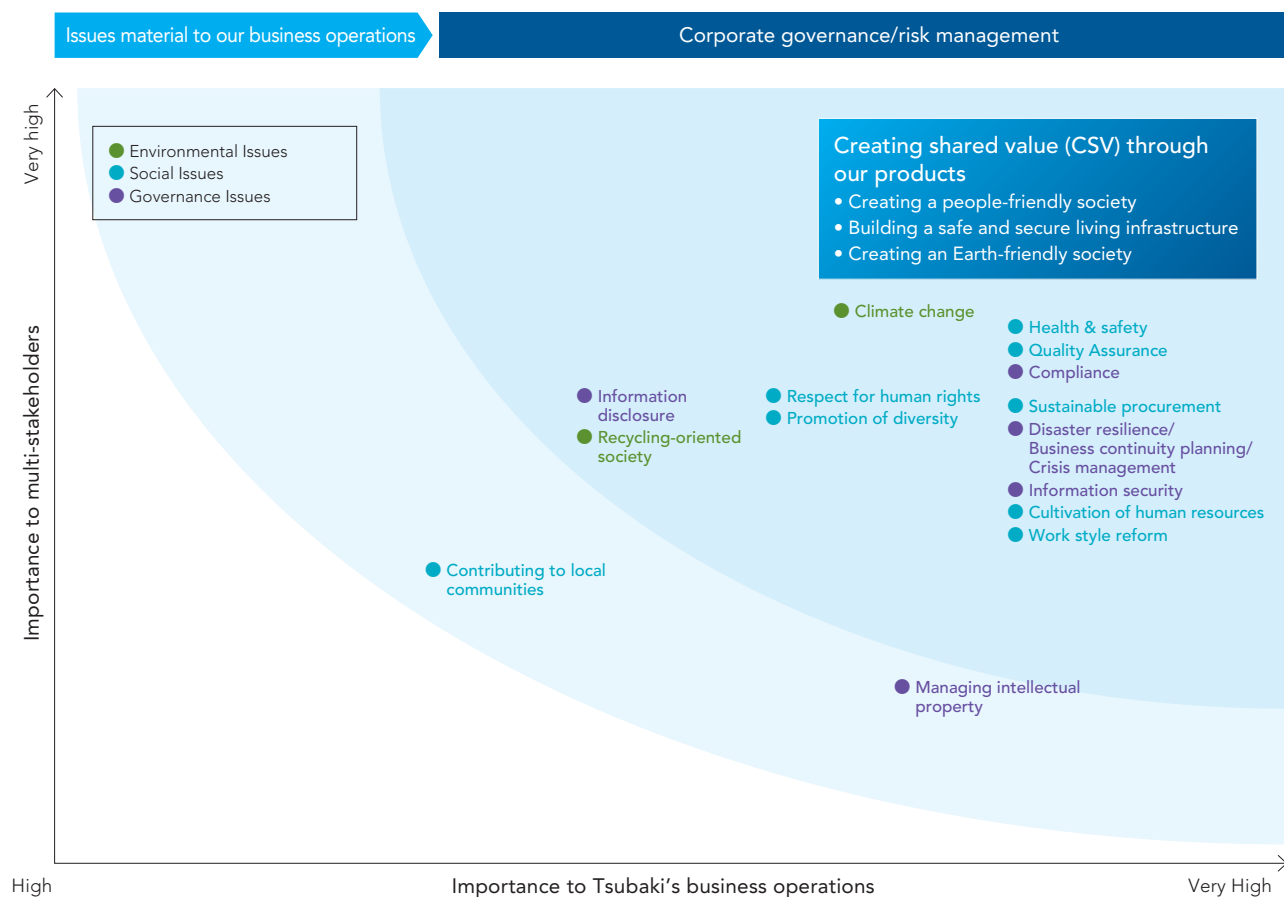 Issues material to our business operations
Corporate governance/risk management
Very high
Environmental Issues
Social Issues
Governance Issues
Creating shared value (CSV) through
our products
• Creating a people-friendly society
• Building a safe and secure living infrastructure
• Creating an Earth-friendly society
Climate change
Health & safety
Quality Assurance
Compliance
Information
disclosure
Recycling-oriented
society
Respect for human rights
Promotion of diversity
Sustainable procurement
Disaster resilience/
Business continuity planning/
Crisis management
Information security
Cultivation of human resources
Work style reform
Contributing to local
communities
Managing intellectual
property
Importance to multi-stakeholders
High
Importance to Tsubaki’s business operations
Very High